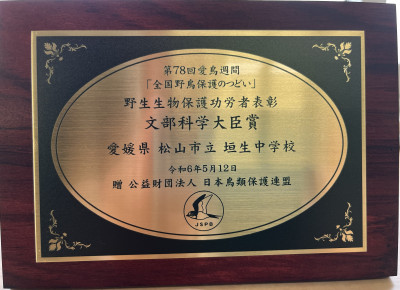 第78回愛鳥週間
「全国野鳥保護のつどい」
野生生物保護功労者表彰
文部科学大臣賞
愛媛県 松山市立 垣生中学校
令和6年5月12日
贈 公益財団法人 日本鳥類保護連盟
JSPB